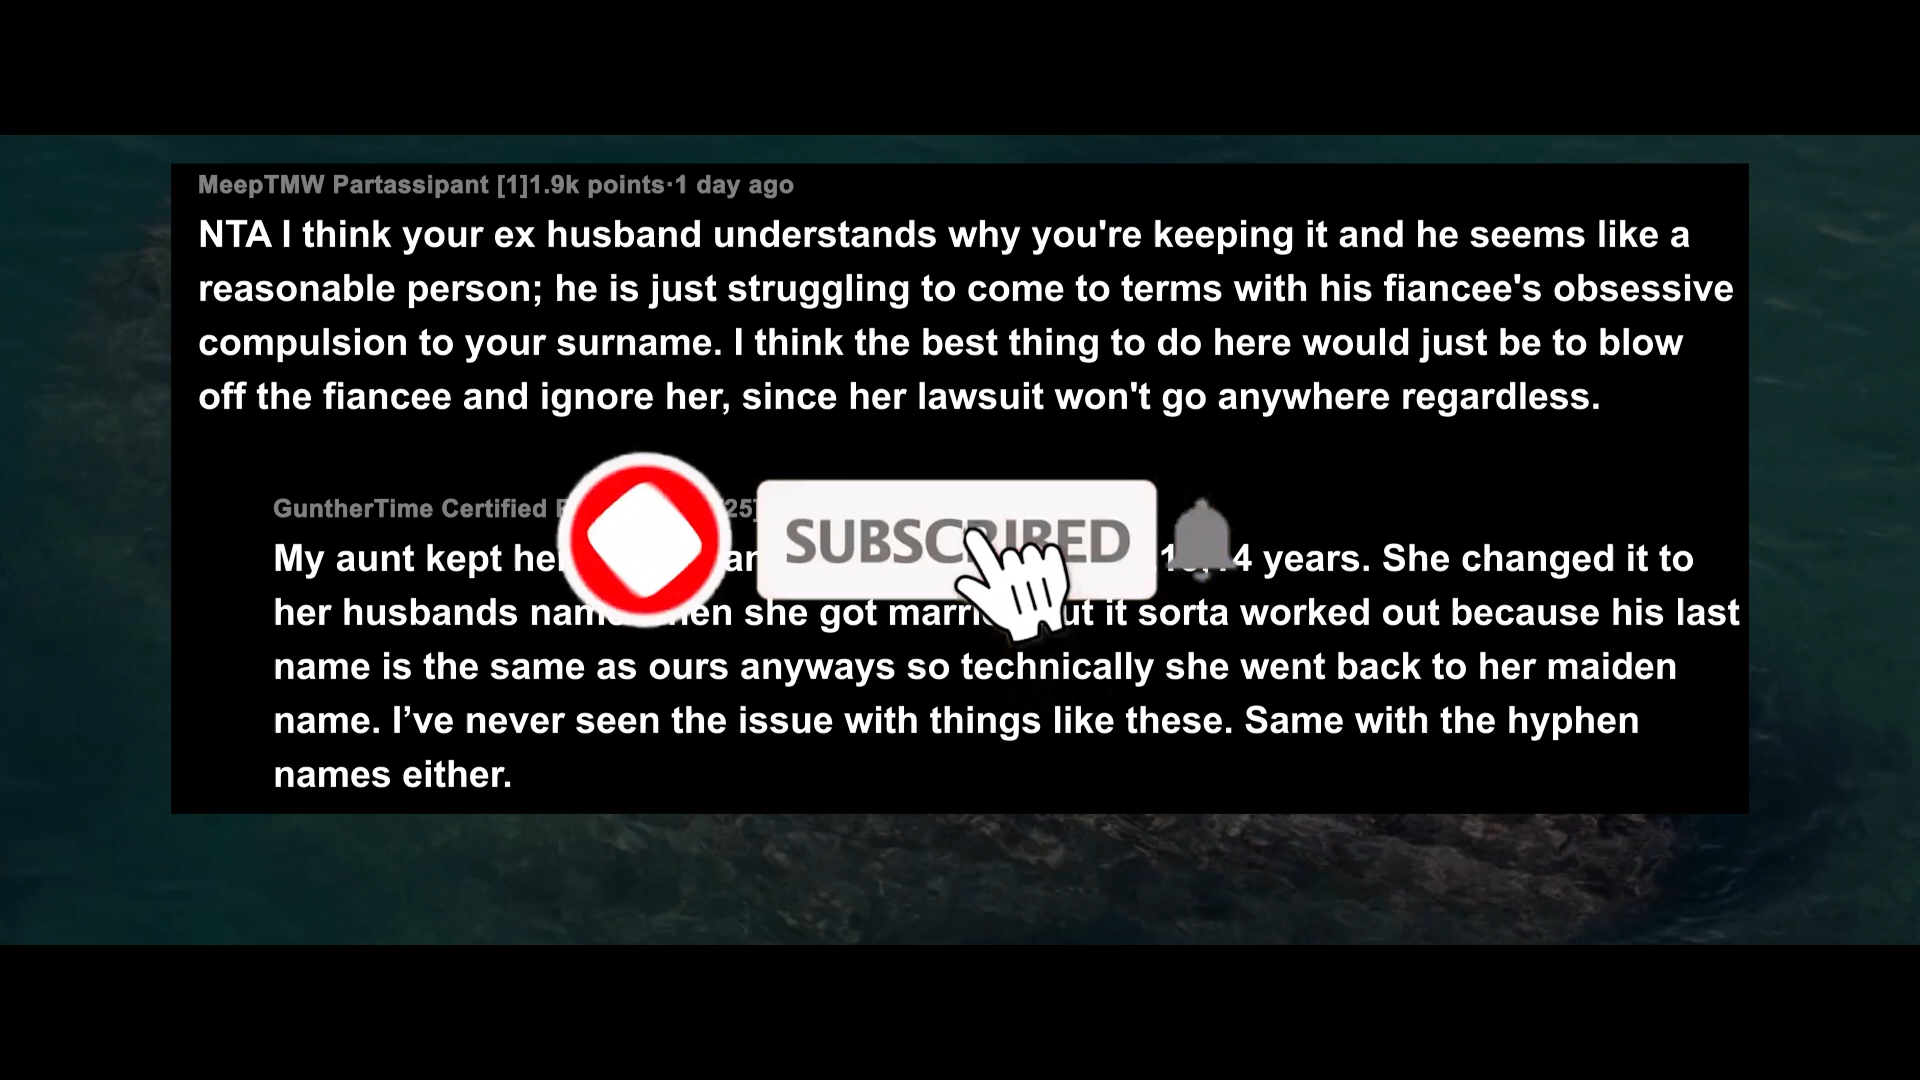 MeepTMW Partassipant [1]1.9k points·1 day ago
NTA I think your ex husband understands why you're keeping it and he seems like a
reasonable person; he is just struggling to come to terms with his fiancee's obsessive
compulsion to your surname. I think the best thing to do here would just be to blow
off the fiancee and ignore her, since her lawsuit won't go anywhere regardless.
GuntherTime Certified 25]
SUBSCRIBED
My aunt kept years. She changed it to
her husbands she got it sorta worked out because his last
name is the same as ours anyways so technically she went back to her maiden
name. I’ve never seen the issue with things like these. Same with the hyphen
names either.